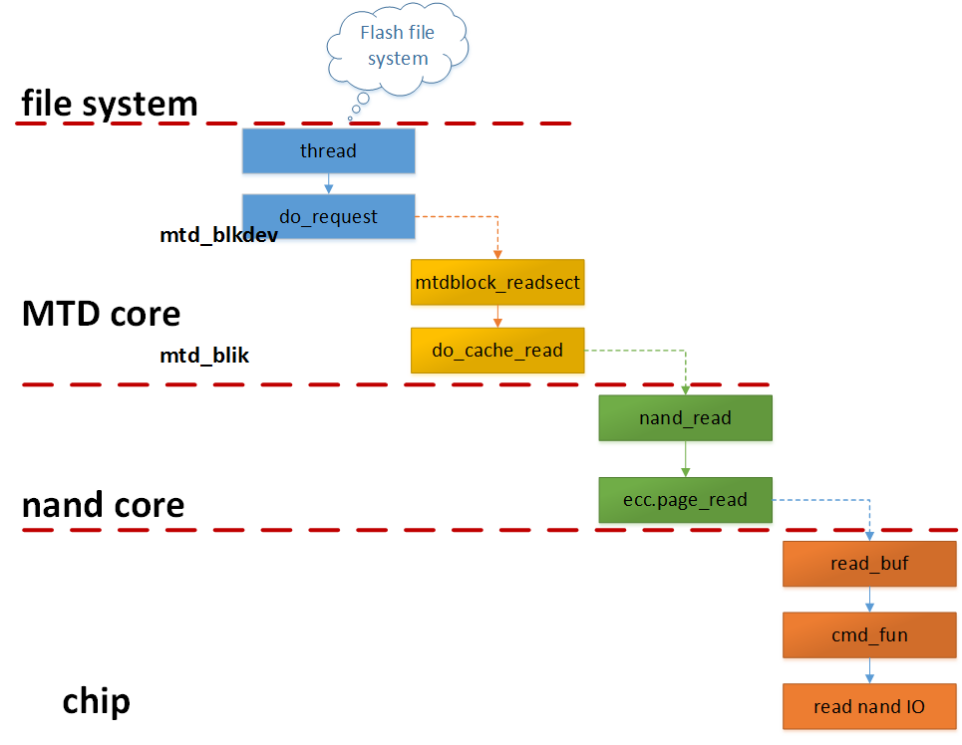 Flash file
system
file system
thread
do_request
mtd_blkdev
mtdblock_readsect
MTD core
do_cache_read
mtd_blik
nand_read
ecc.page_read
nand core
read_buf
cmd_fun
chip
read nand IO